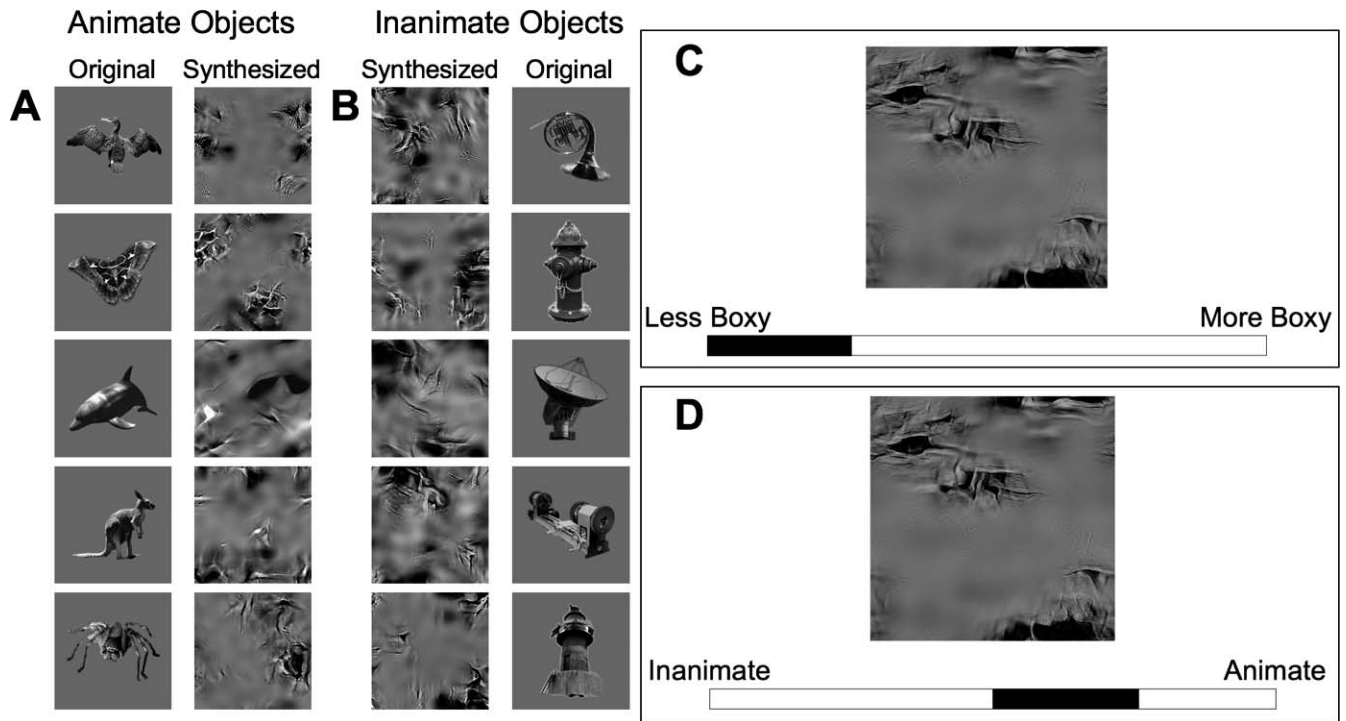 Animate Objects
Inanimate Objects
Original
Synthesized
Synthesized
Original
A
B
C
Less Boxy
More Boxy
D
Inanimate
Animate